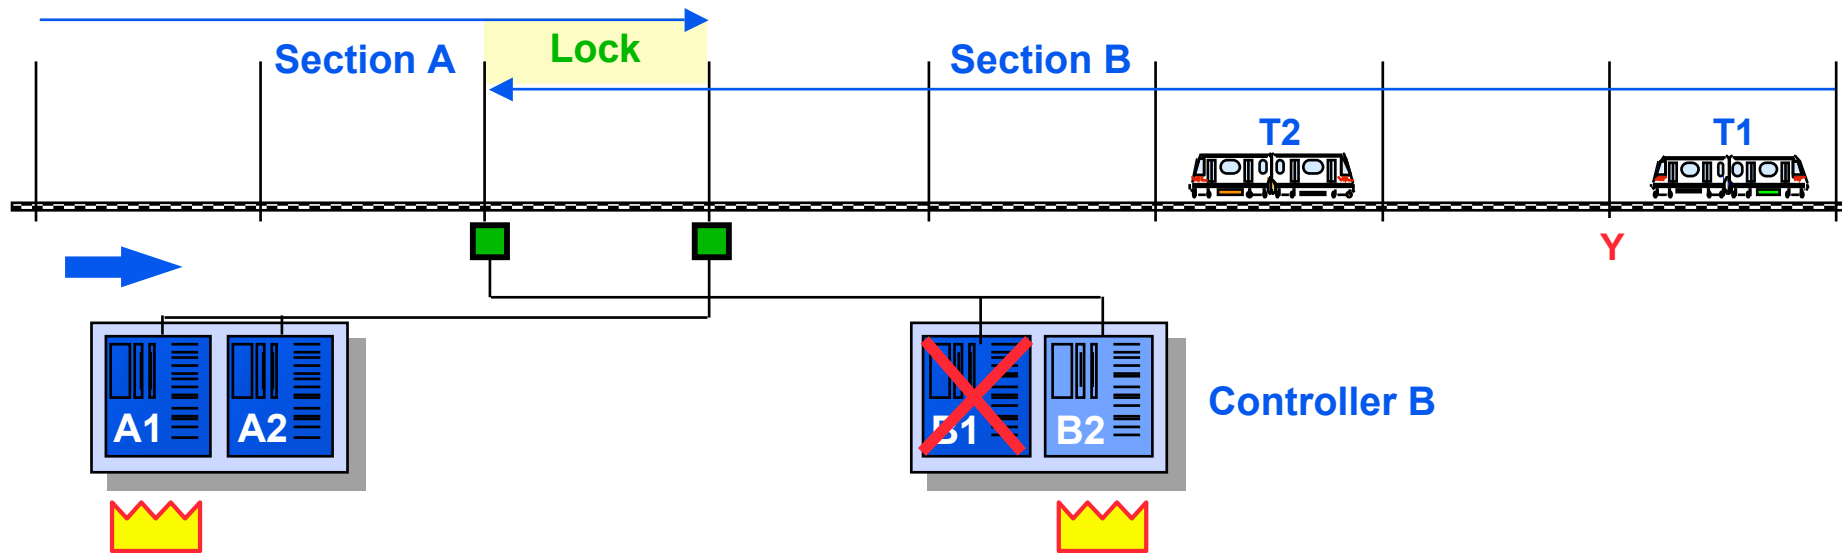 Section A
Lock
Section B
T2
T1
Y
A1
A2
B1
B2
Controller B